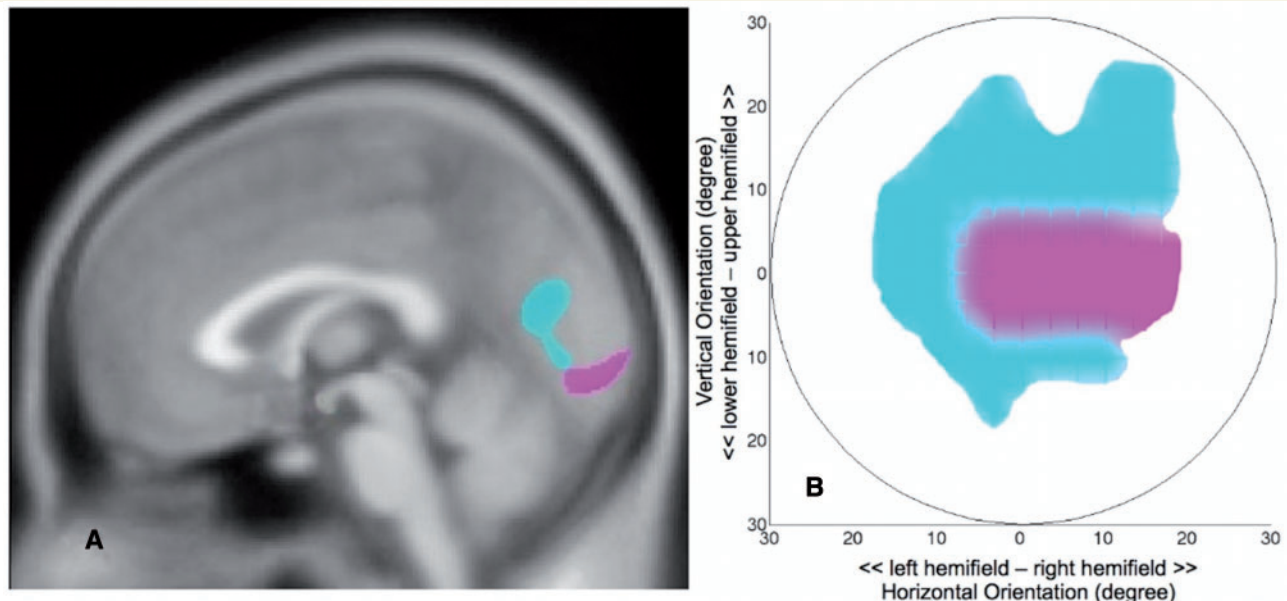 A
B
30
20
10
0
10
20
30
Vertical Orientation (degree)
<< lower hemifield – upper hemifield >>
30
20
10
0
10
20
30
<< left hemifield – right hemifield >>
Horizontal Orientation (degree)